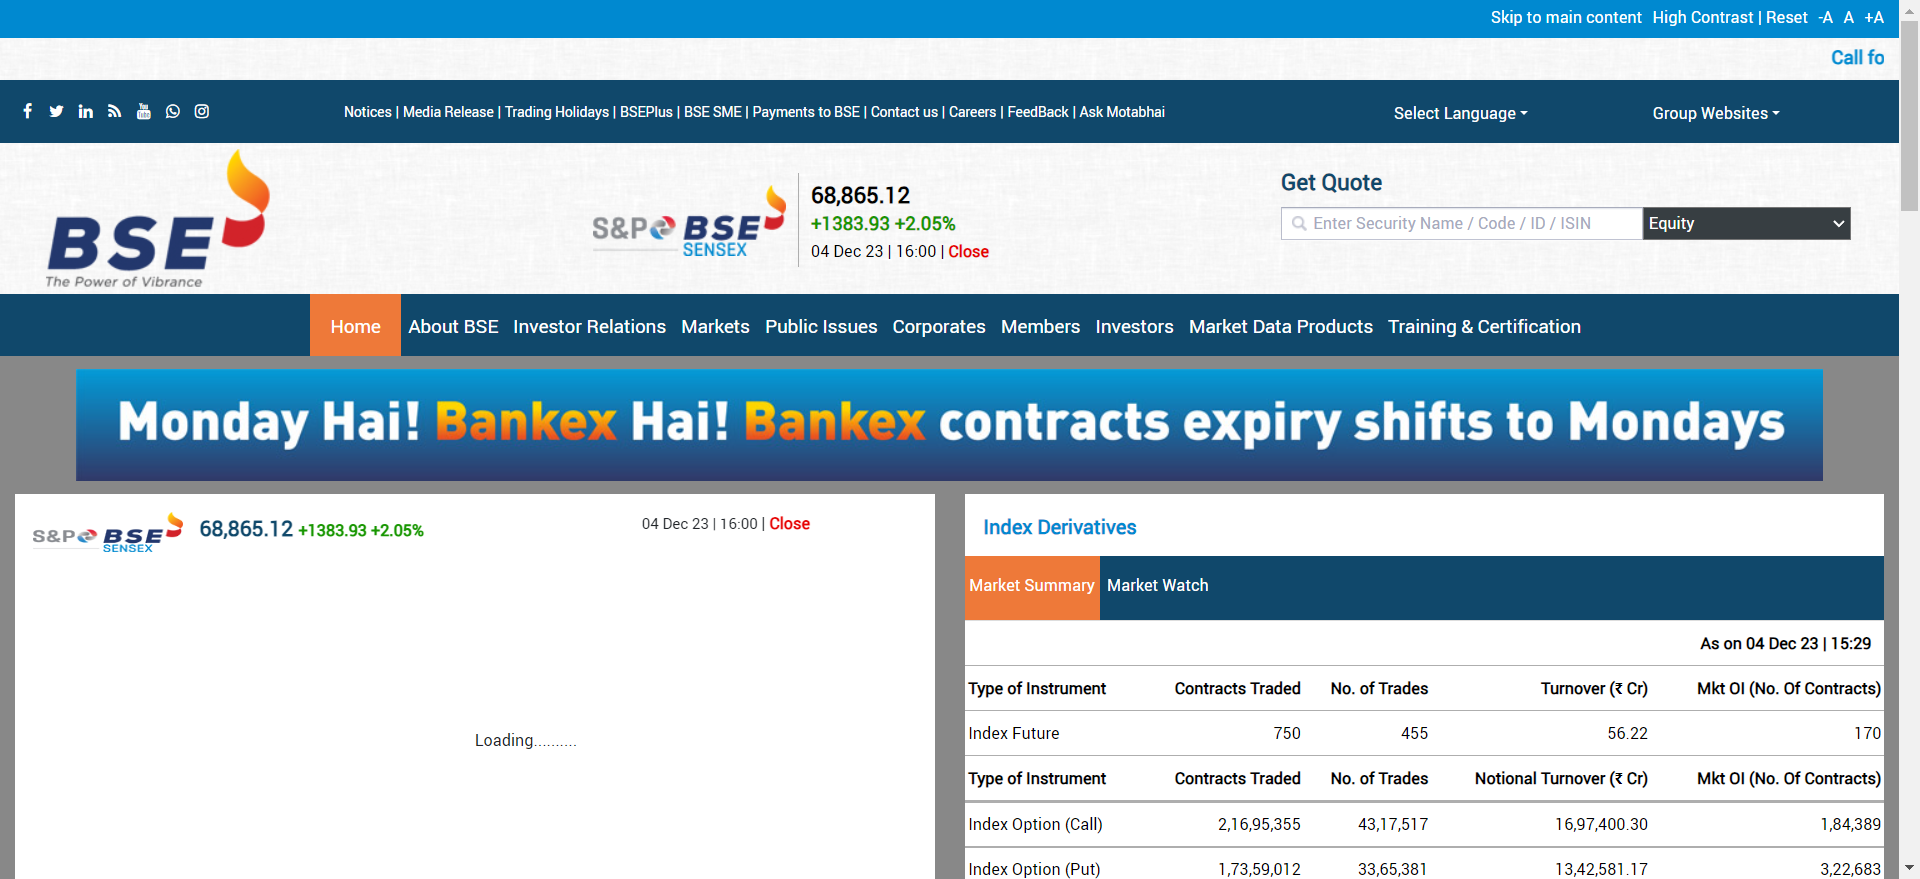 Skip to main content High Contrast | Reset -A A +A
Call fo
Notices | Media Release | Trading Holidays | BSEPlus | BSE SME | Payments to BSE | Contact us | Careers | FeedBack | Ask Motabhai
Select Language
Group Websites
BSE
The Power of Vibrance
S&P BSE
SENSEX
68,865.12
+1383.93 +2.05%
04 Dec 23 | 16:00 | Close
Get Quote
Enter Security Name / Code / ID / ISIN
Equity
Home About BSE Investor Relations Markets Public Issues Corporates Members Investors Market Data Products Training & Certification
Monday Hai! Bankex Hai! Bankex contracts expiry shifts to Mondays
S&P BSE
SENSEX
68,865.12 +1383.93 +2.05%
04 Dec 23 | 16:00 | Close
Loading..........
Index Derivatives
Market Summary Market Watch
As on 04 Dec 23 | 15:29
Type of Instrument Contracts Traded No. of Trades Turnover (₹ Cr) Mkt OI (No. Of Contracts)
Index Future 750 455 56.22 170
Type of Instrument Contracts Traded No. of Trades Notional Turnover (₹ Cr) Mkt OI (No. Of Contracts)
Index Option (Call) 2,16,95,355 43,17,517 16,97,400.30 1,84,389
Index Option (Put) 1,73,59,012 33,65,381 13,42,581.17 3,22,683